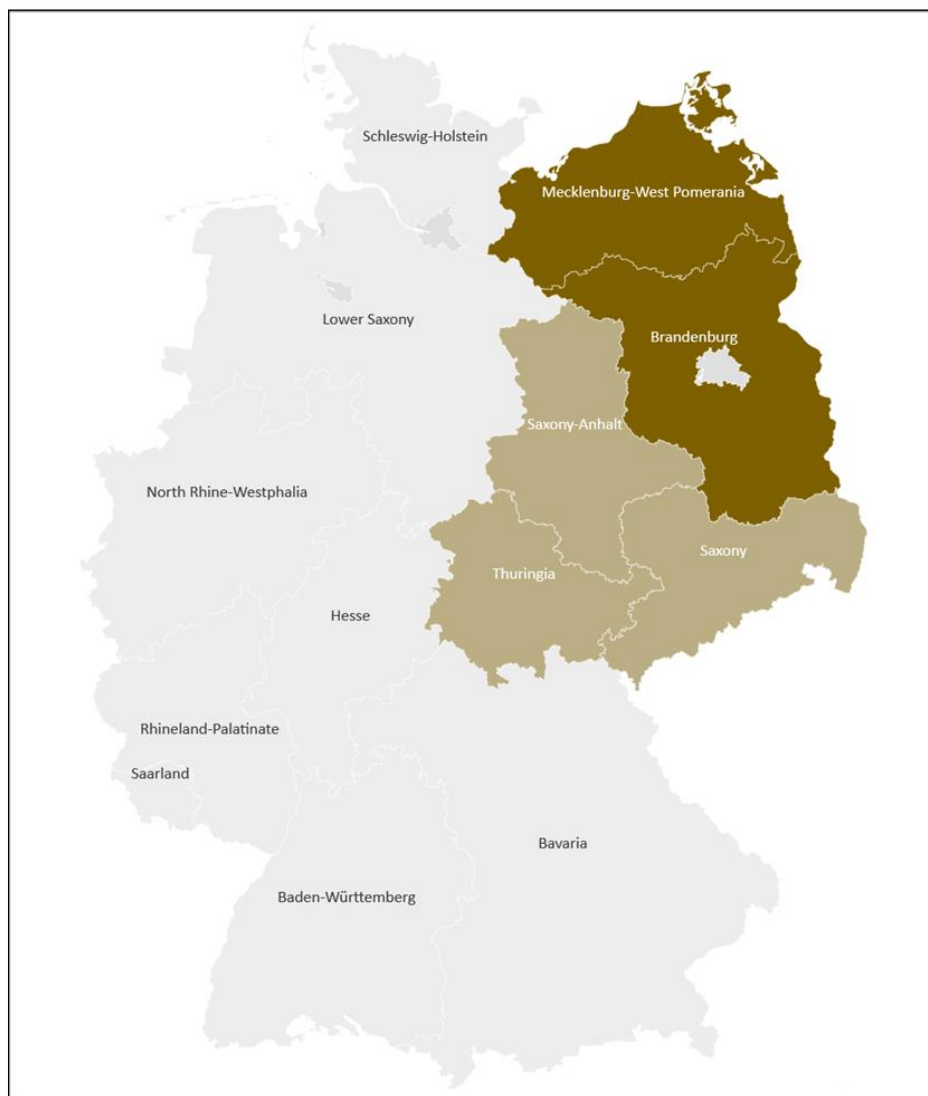 Schleswig-Holstein
Mecklenburg-West Pomerania
Lower Saxony
Brandenburg
Saxony-Anhalt
North Rhine-Westphalia
Saxony
Thuringia
Hesse
Rhineland-Palatinate
Saarland
Bavaria
Baden-Württemberg